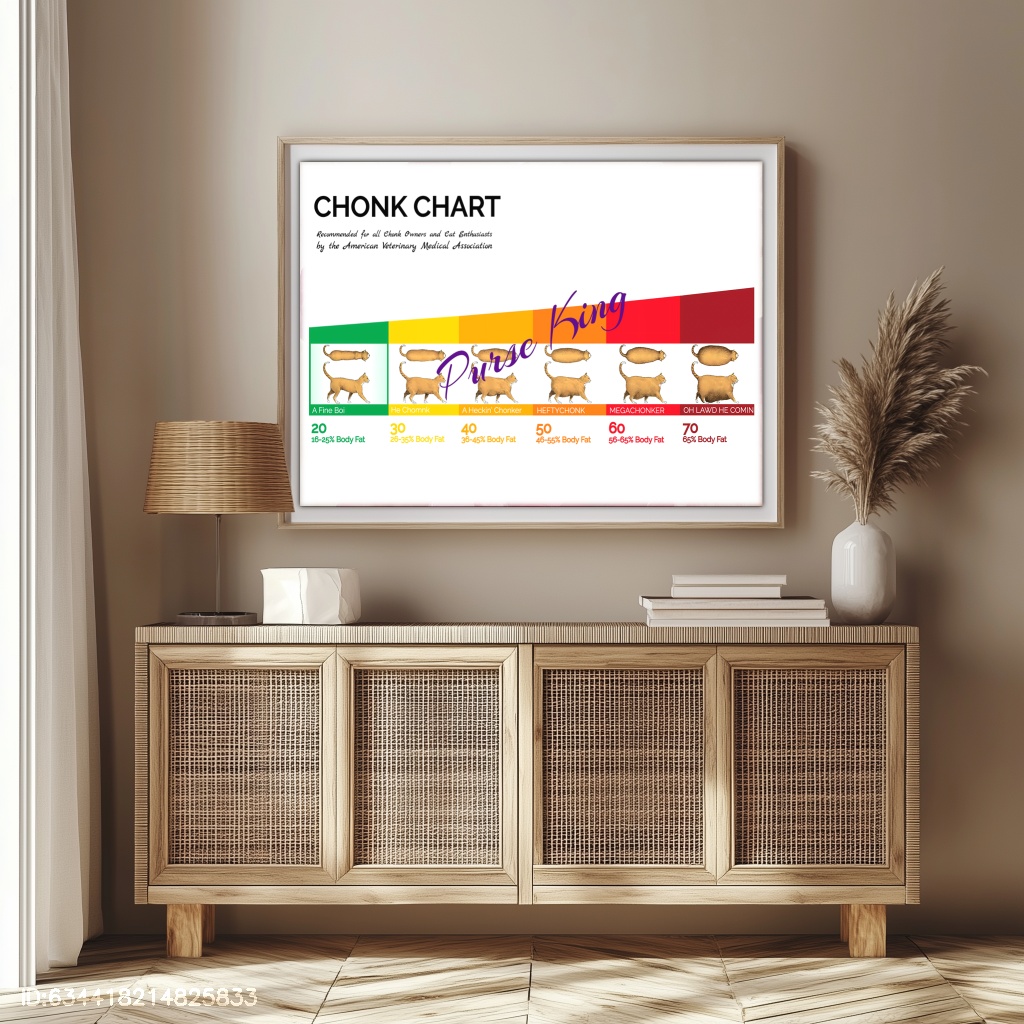 CHONK CHART
Recommended for all Chonk Owners and Cat Enthusiasts
by the American Veterinary Medical Association
Purse King
A Fine Boi
He Chomnk
A Heckin' Chonker
HEFTYCHONK
MEGACHONKER
OH LAWD HE COMIN
20
30
40
50
60
70
16-25% Body Fat
26-35% Body Fat
36-45% Body Fat
46-55% Body Fat
56-65% Body Fat
65% Body Fat
ID:634418214825833